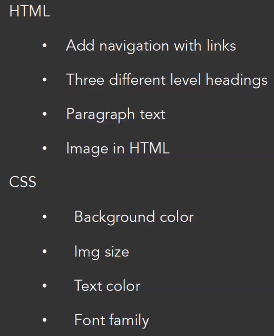 HTML
• Add navigation with links
• Three different level headings
• Paragraph text
• Image in HTML
CSS
• Background color
• Img size
• Text color
• Font family